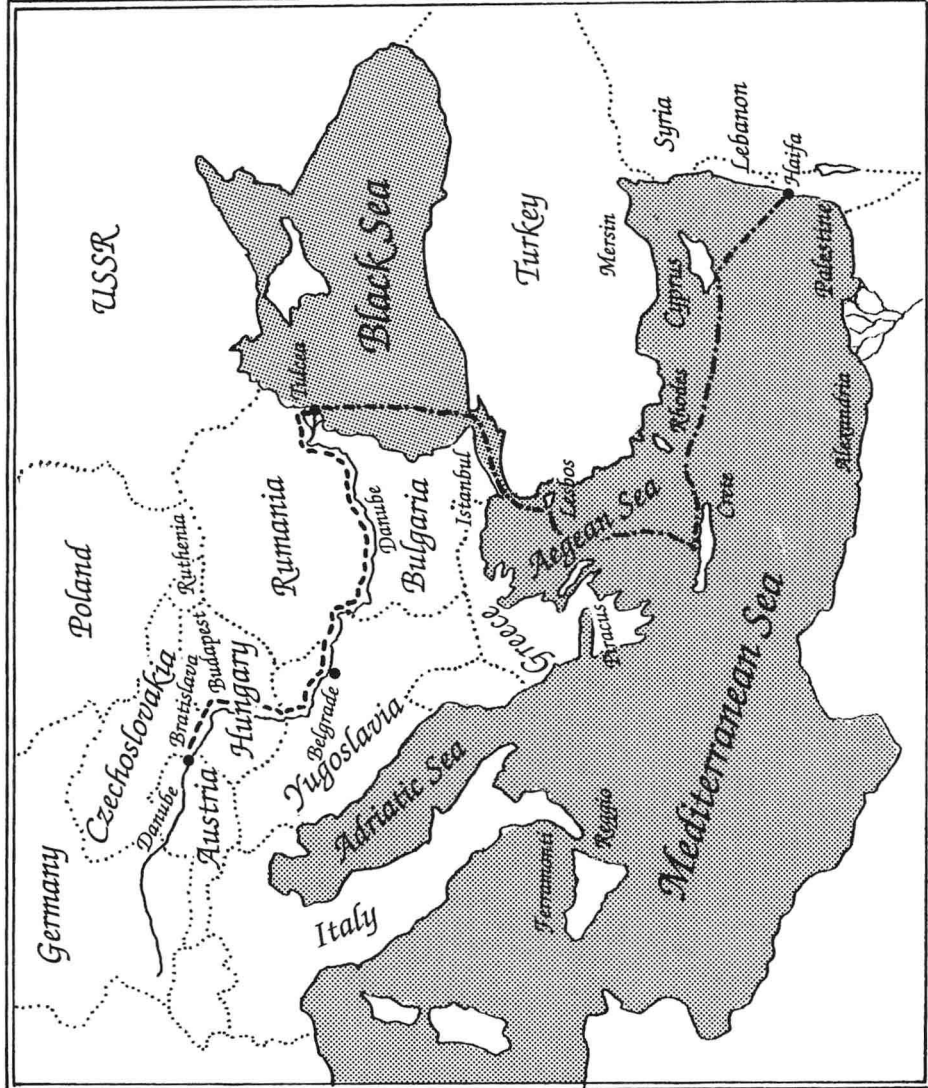 Germany
Poland
USSR
Czechoslovakia
Ruthenia
Danube
Bratislava
Budapest
Austria
Hungary
Rumania
Tulcea
Black Sea
Belgrade
Yugoslavia
Danube
Bulgaria
Istanbul
Italy
Adriatic Sea
Greece
Aegean Sea
Lesbos
Turkey
Mersin
Syria
Lebanon
Haifa
Ferramonti
Reggio
Piraeus
Crete
Rhodes
Cyprus
Palestine
Alexandria
Mediterranean Sea